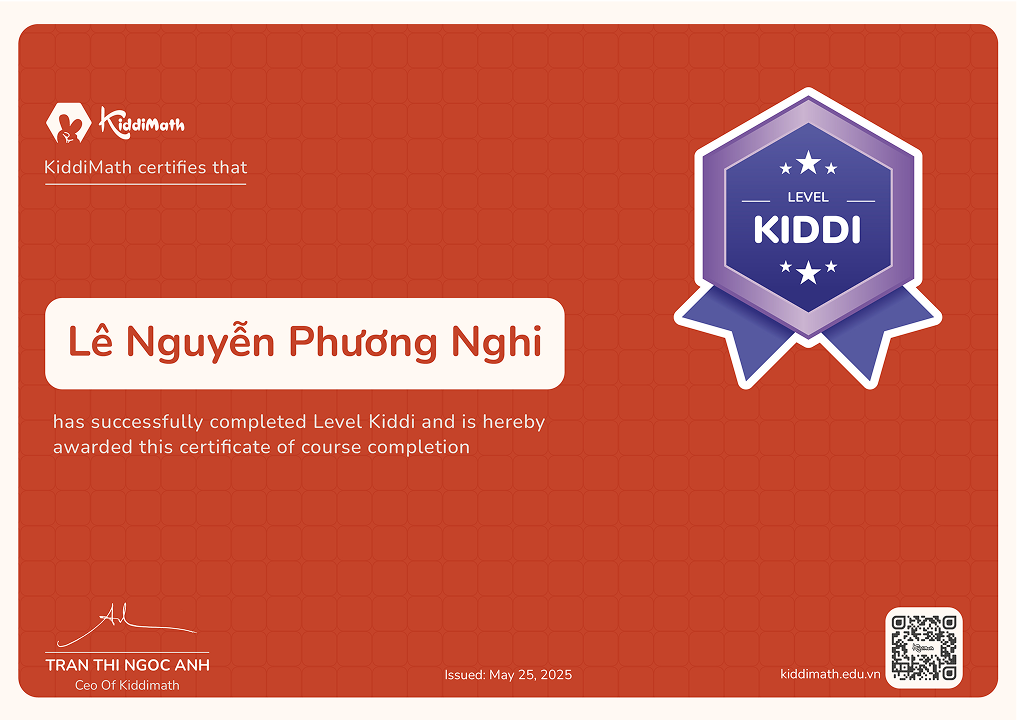 KiddiMath
KiddiMath certifies that
LEVEL
KIDDI
Lê Nguyễn Phương Nghi
has successfully completed Level Kiddi and is hereby
awarded this certificate of course completion
TRAN THI NGOC ANH
Ceo Of Kiddimath
Issued: May 25, 2025
kiddimath.edu.vn